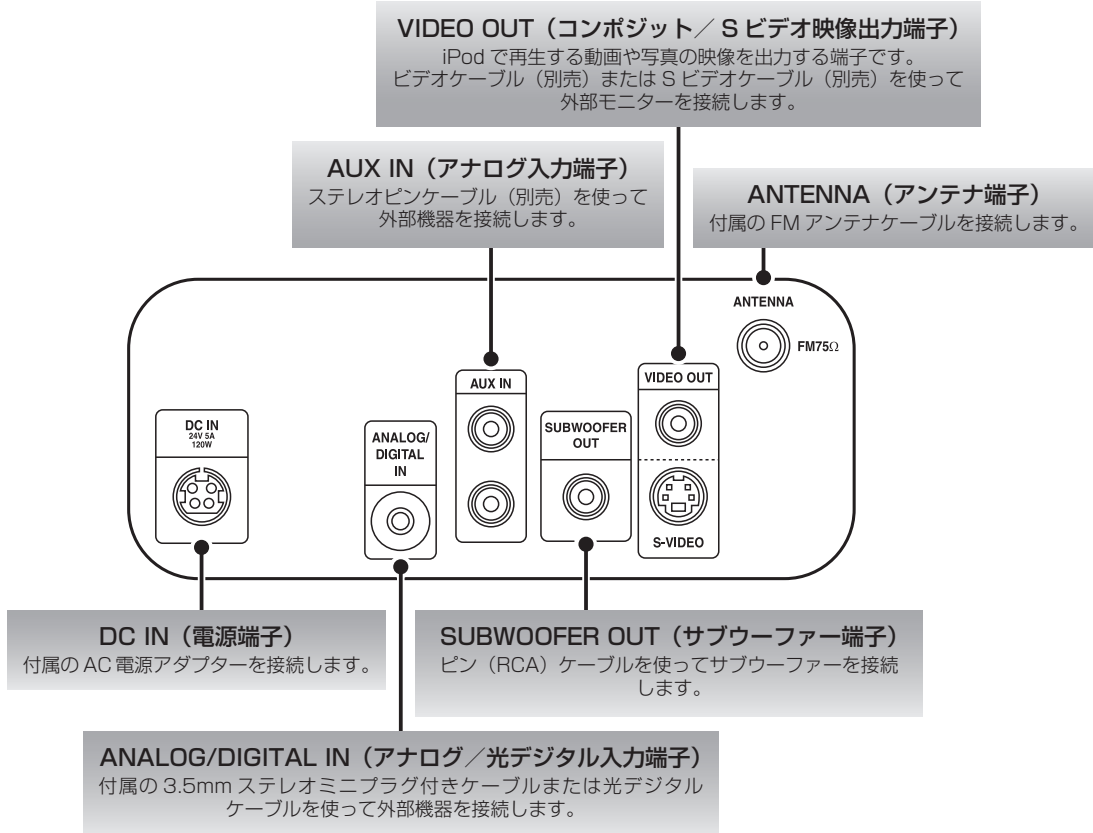 VIDEO OUT（コンポジット／ S ビデオ映像出力端子）
iPod で再生する動画や写真の映像を出力する端子です。
ビデオケーブル（別売）または S ビデオケーブル（別売）を使って
外部モニターを接続します。
AUX IN（アナログ入力端子）
ステレオピンケーブル（別売）を使って
外部機器を接続します。
ANTENNA（アンテナ端子）
付属の FM アンテナケーブルを接続します。
ANTENNA
FM75Ω
VIDEO OUT
AUX IN
DC IN
24V 5A
120W
ANALOG/
DIGITAL
IN
SUBWOOFER
OUT
S-VIDEO
DC IN（電源端子）
付属の AC 電源アダプターを接続します。
SUBWOOFER OUT（サブウーファー端子）
ピン（RCA）ケーブルを使ってサブウーファーを接続
します。
ANALOG/DIGITAL IN（アナログ／光デジタル入力端子）
付属の 3.5mm ステレオミニプラグ付きケーブルまたは光デジタル
ケーブルを使って外部機器を接続します。